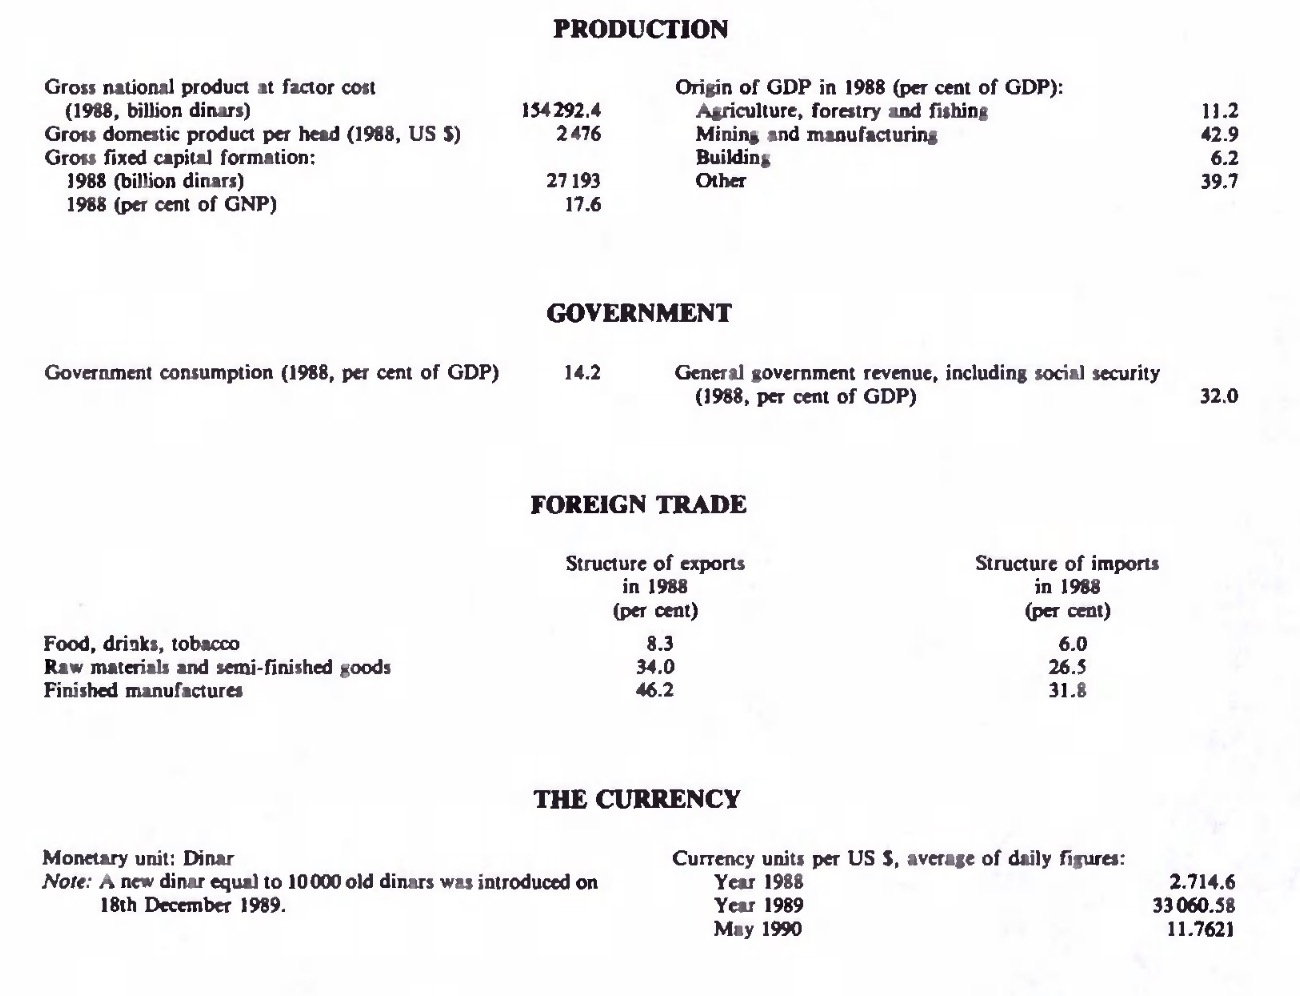 PRODUCTION
Gross national product at factor cost
(1988, billion dinars) 154 292.4
Gross domestic product per head (1988, US $) 2 476
Gross fixed capital formation:
1988 (billion dinars) 27 193
1988 (per cent of GNP) 17.6
Origin of GDP in 1988 (per cent of GDP):
Agriculture, forestry and fishing 11.2
Mining and manufacturing 42.9
Building 6.2
Other 39.7
GOVERNMENT
Government consumption (1988, per cent of GDP) 14.2
General government revenue, including social security
(1988, per cent of GDP) 32.0
FOREIGN TRADE
Structure of exports
in 1988
(per cent)
Structure of imports
in 1988
(per cent)
Food, drinks, tobacco 8.3 6.0
Raw materials and semi-finished goods 34.0 26.5
Finished manufactures 46.2 31.8
THE CURRENCY
Monetary unit: Dinar
Note: A new dinar equal to 10 000 old dinars was introduced on
18th December 1989.
Currency units per US $, average of daily figures:
Year 1988 2.714.6
Year 1989 33 060.58
May 1990 11.7621